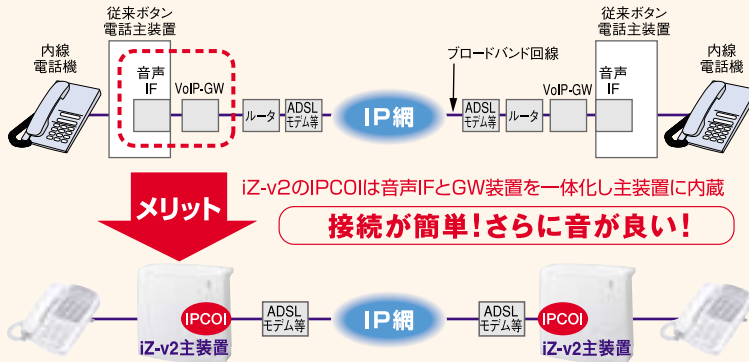 従来ボタン
電話主装置
内線
電話機
音声
IF
VoIP-GW
ルータ
ADSL
モデム等
IP網
ブロードバンド回線
ADSL
モデム等
ルータ
VoIP-GW
従来ボタン
電話主装置
音声
IF
内線
電話機
メリット
iZ-v2のIPCOIは音声IFとGW装置を一体化し主装置に内蔵
接続が簡単!さらに音が良い!
IPCOI
iZ-v2主装置
ADSL
モデム等
IP網
ADSL
モデム等
IPCOI
iZ-v2主装置